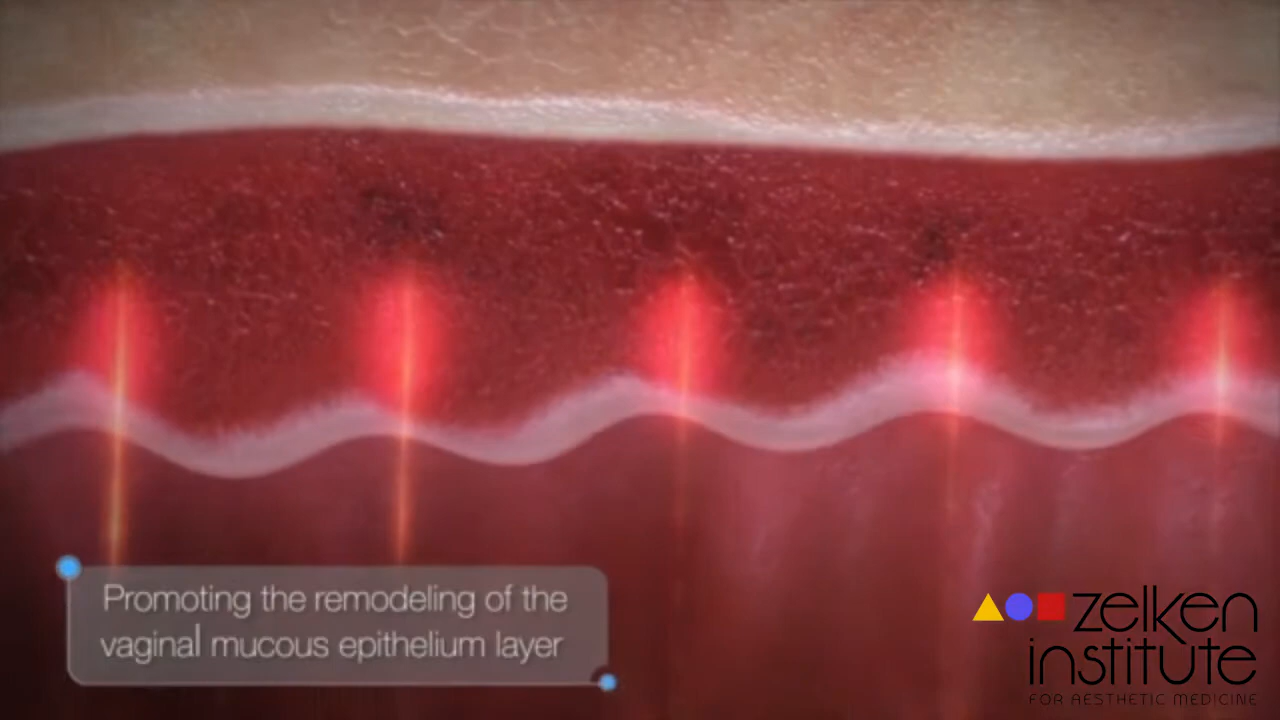 Promoting the remodeling of the
vaginal mucous epithelium layer
zelken
institute
FOR AESTHETIC MEDICINE